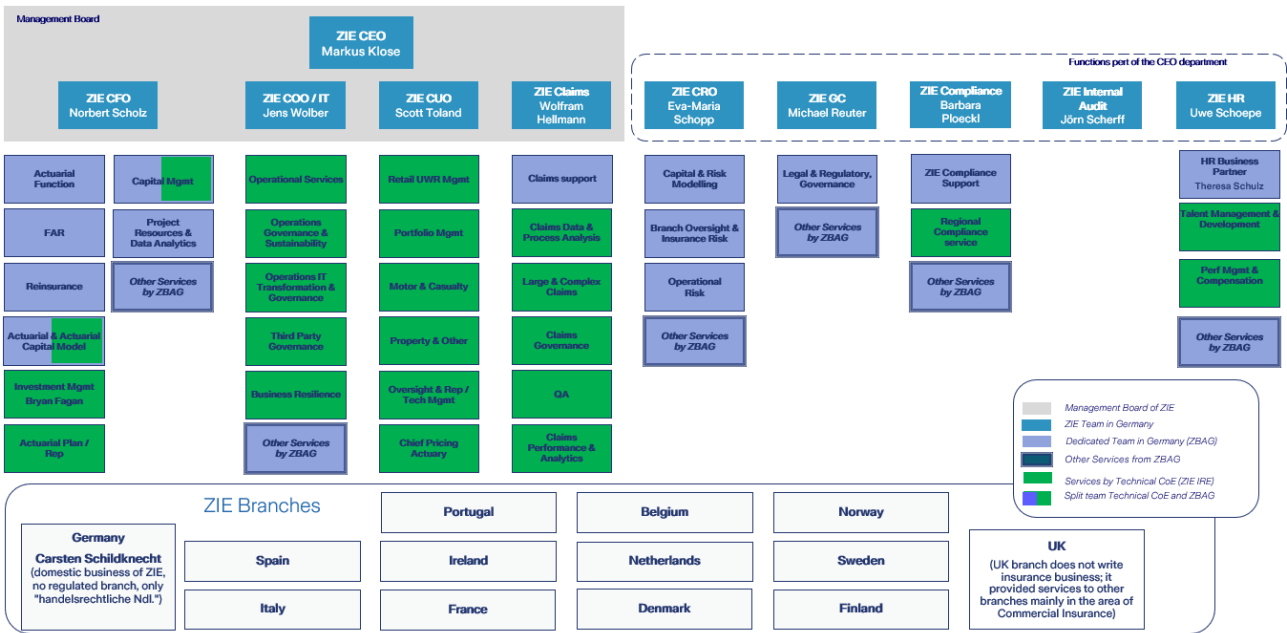 Management Board
ZIE CEO
Markus Klose
Functions part of the CEO department
ZIE CFO
Norbert Scholz
ZIE COO / IT
Jens Wolber
ZIE CUO
Scott Toland
ZIE Claims
Wolfram
Hellmann
ZIE CRO
Eva-Maria
Schopp
ZIE GC
Michael Reuter
ZIE Compliance
Barbara
Ploeckl
ZIE Internal
Audit
Jörn Scherff
ZIE HR
Uwe Schoepe
Actuarial
Function
FAR
Reinsurance
Actuarial & Actuarial
Capital Model
Investment Mgmt
Bryan Fagan
Actuarial Plan /
Rep
Capital Mgmt
Project
Resources &
Data Analytics
Other Services
by ZBAG
Operational Services
Operations
Governance &
Sustainability
Operations IT
Transformation &
Governance
Third Party
Governance
Business Resilience
Other Services
by ZBAG
Retail UWR Mgmt
Portfolio Mgmt
Motor & Casualty
Property & Other
Oversight & Rep /
Tech Mgmt
Chief Pricing
Actuary
Claims support
Claims Data &
Process Analysis
Large & Complex
Claims
Claims
Governance
QA
Claims
Performance &
Analytics
Capital & Risk
Modelling
Branch Oversight &
Insurance Risk
Operational
Risk
Other Services
by ZBAG
Legal & Regulatory,
Governance
Other Services
by ZBAG
ZIE Compliance
Support
Regional
Compliance
service
Other Services
by ZBAG
HR Business
Partner
Theresa Schulz
Talent Management &
Development
Perf Mgmt &
Compensation
Other Services
by ZBAG
Management Board of ZIE
ZIE Team in Germany
Dedicated Team in Germany (ZBAG)
Other Services from ZBAG
Services by Technical CoE (ZIE IRE)
Split team Technical CoE and ZBAG
ZIE Branches
Germany
Carsten Schildknecht
(domestic business of ZIE,
no regulated branch, only
"handelsrechtliche Ndl.")
Spain
Italy
Portugal
Ireland
France
Belgium
Netherlands
Denmark
Norway
Sweden
Finland
UK
(UK branch does not write
insurance business; it
provided services to other
branches mainly in the area of
Commercial Insurance)